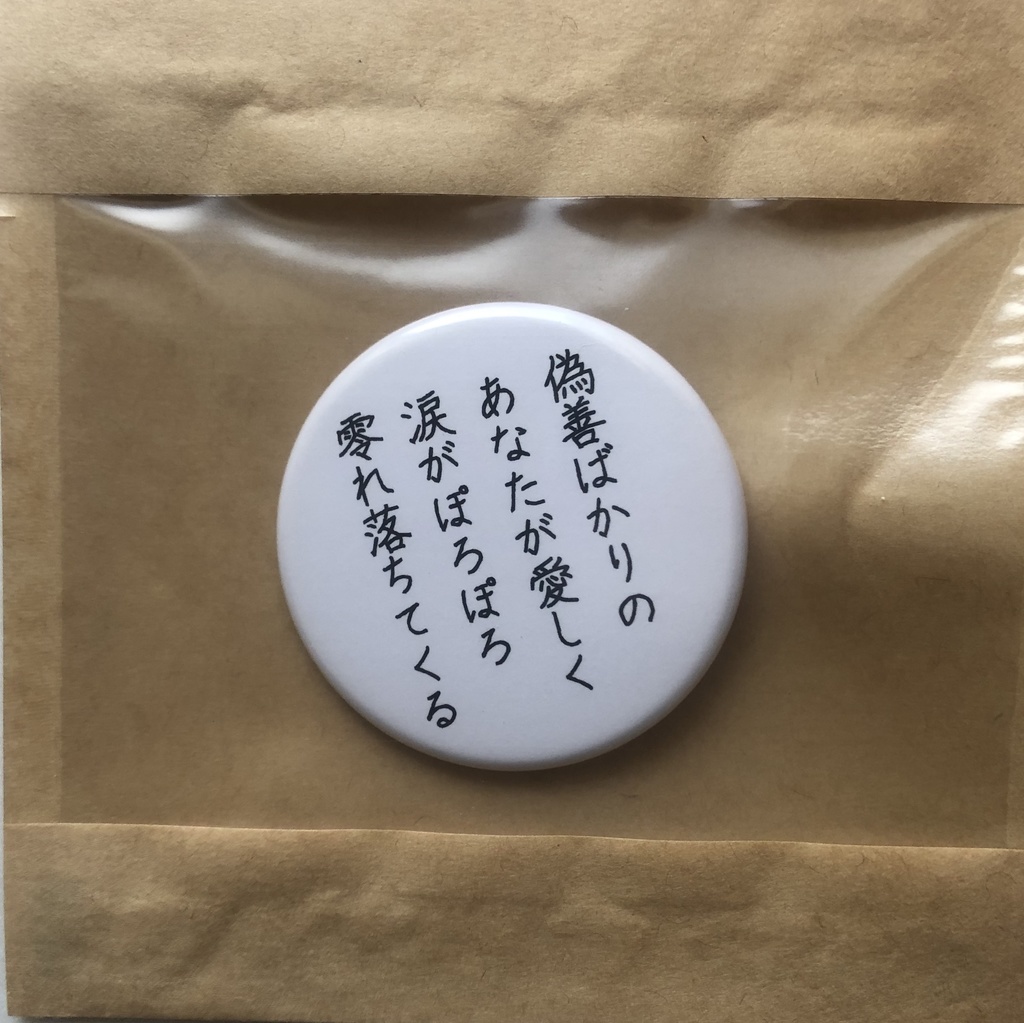 偽善ばかりの
あなたが愛しく
涙がぽろぽろ
零れ落ちてくる